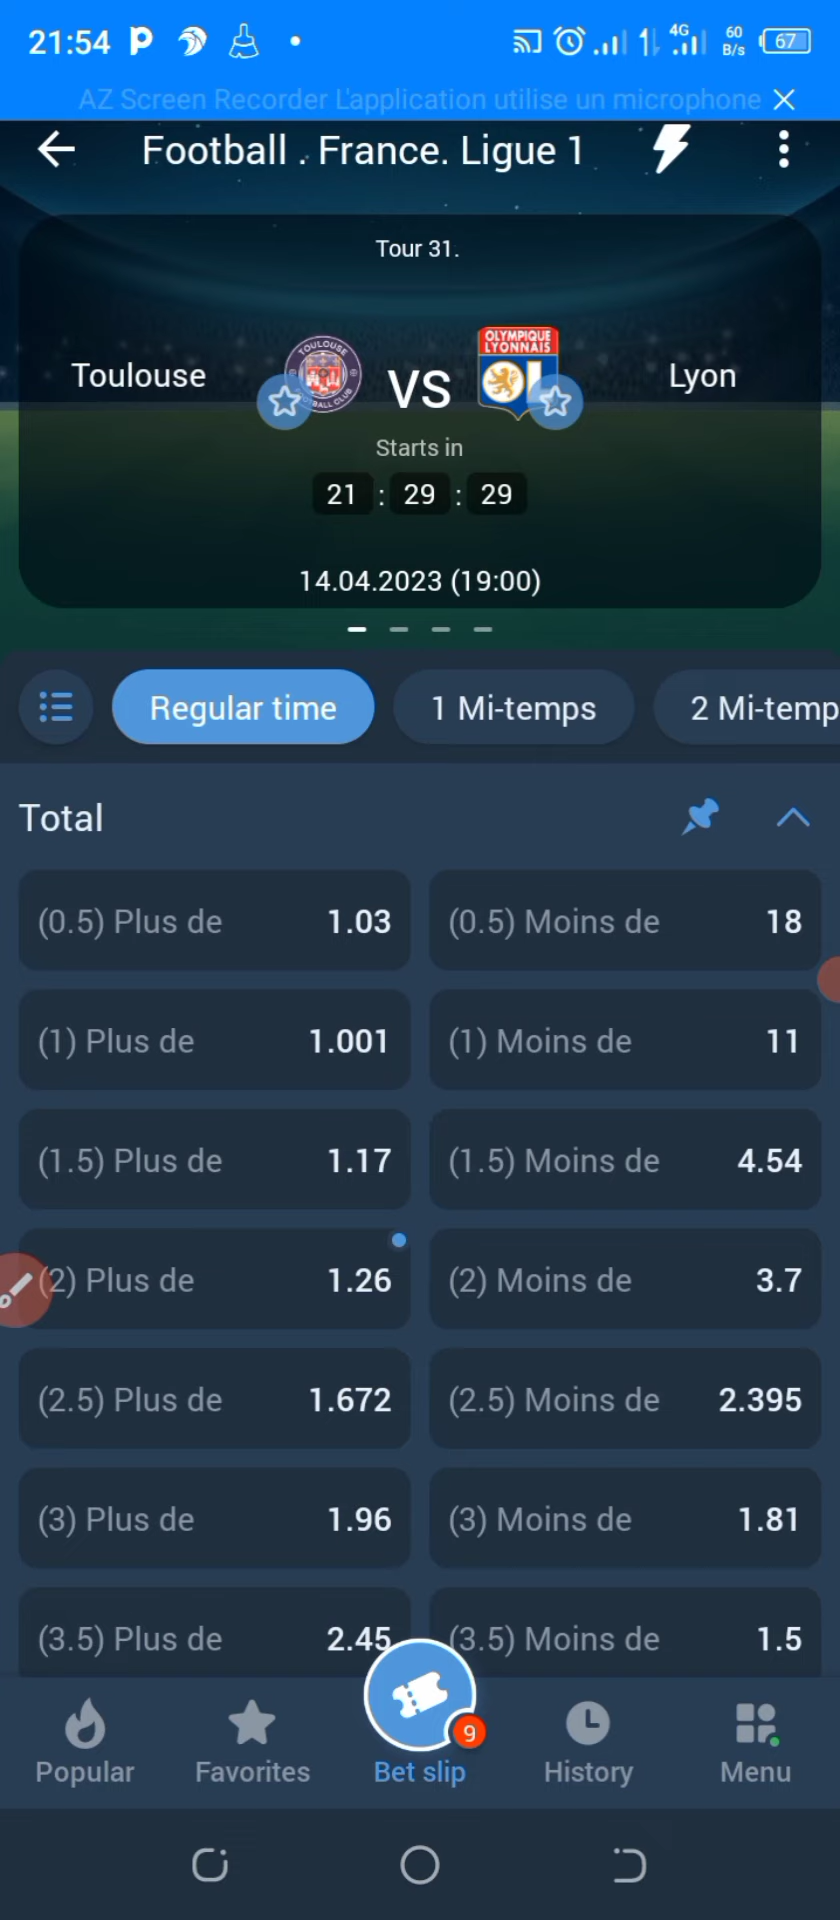 21:54
4G
60
B/s
67
AZ Screen Recorder L'application utilise un microphone
Football . France. Ligue 1
Tour 31.
Toulouse
VS
Lyon
TOULOUSE
OLYMPIQUE
LYONNAIS
Starts in
21 : 29 : 29
14.04.2023 (19:00)
Regular time
1 Mi-temps
2 Mi-temp
Total
(0.5) Plus de 1.03
(0.5) Moins de 18
(1) Plus de 1.001
(1) Moins de 11
(1.5) Plus de 1.17
(1.5) Moins de 4.54
(2) Plus de 1.26
(2) Moins de 3.7
(2.5) Plus de 1.672
(2.5) Moins de 2.395
(3) Plus de 1.96
(3) Moins de 1.81
(3.5) Plus de 2.45
(3.5) Moins de 1.5
9
Popular
Favorites
Bet slip
History
Menu